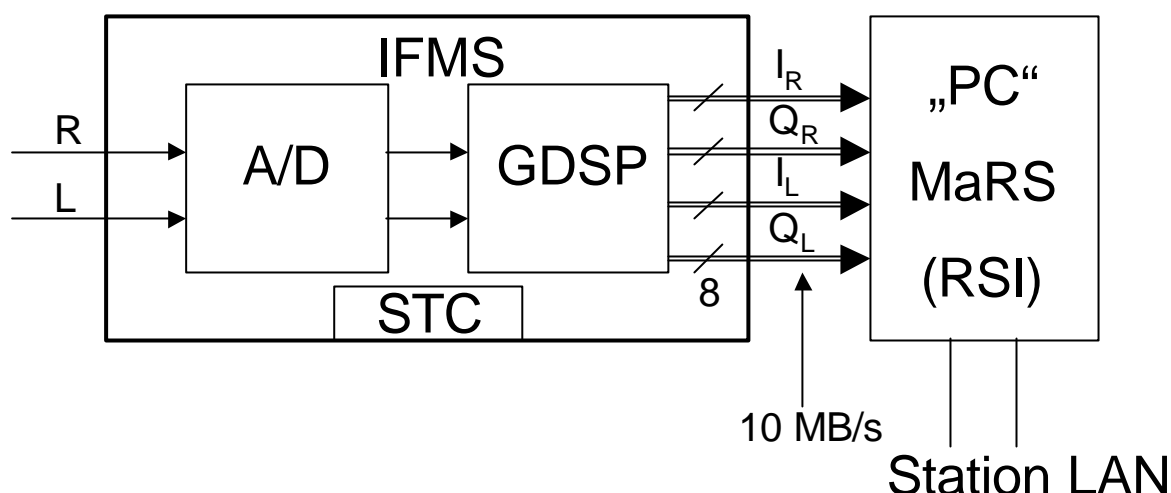 IFMS
R
L
A/D
GDSP
STC
I_R
Q_R
I_L
Q_L
8
10 MB/s
„PC“
MaRS
(RSI)
Station LAN